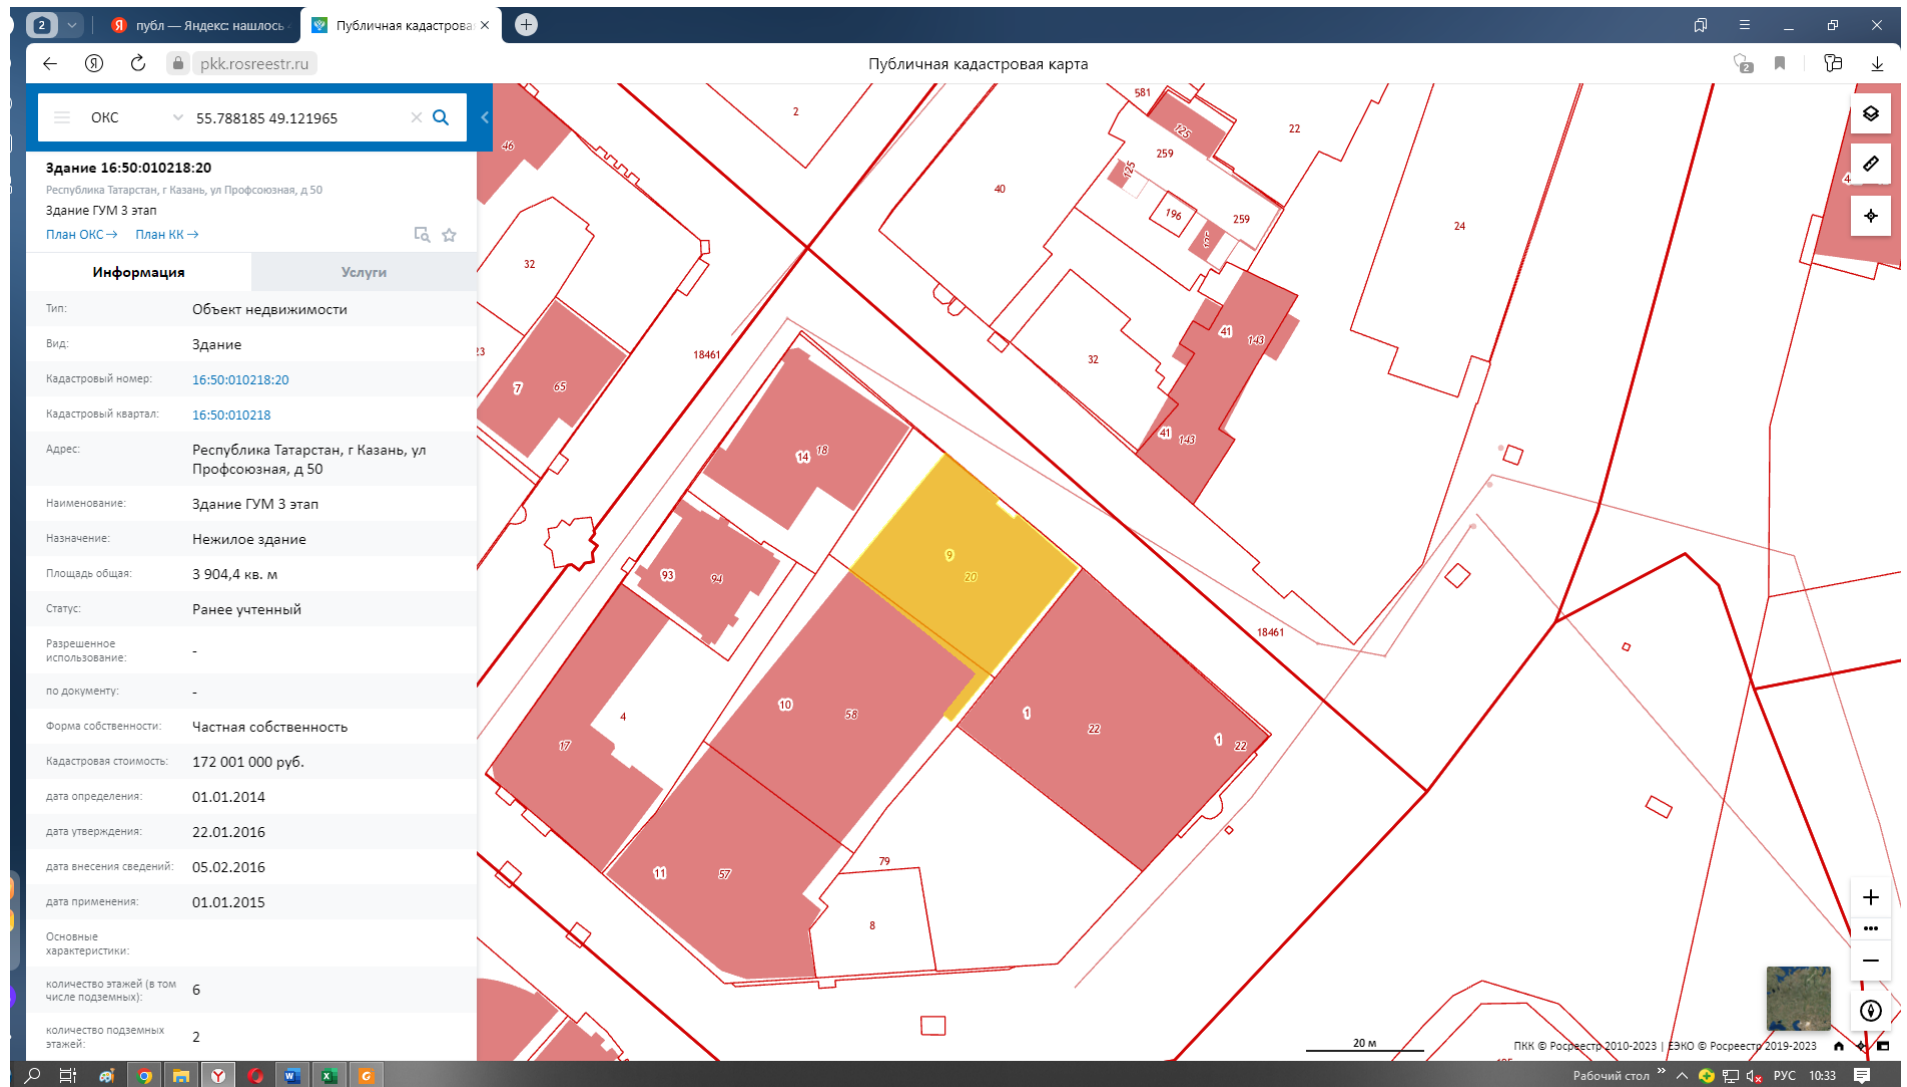 2
публ — Яндекс: нашлось
Публичная кадастрова
pkk.rosreestr.ru
Публичная кадастровая карта
2
ОКС
55.788185 49.121965
Здание 16:50:010218:20
Республика Татарстан, г Казань, ул Профсоюзная, д 50
Здание ГУМ 3 этап
План ОКС→ План КК→
Информация
Услуги
Тип: Объект недвижимости
Вид: Здание
Кадастровый номер: 16:50:010218:20
Кадастровый квартал: 16:50:010218
Адрес: Республика Татарстан, г Казань, ул
Профсоюзная, д 50
Наименование: Здание ГУМ 3 этап
Назначение: Нежилое здание
Площадь общая: 3 904,4 кв. м
Статус: Ранее учтенный
Разрешенное
использование: -
по документу: -
Форма собственности: Частная собственность
Кадастровая стоимость: 172 001 000 руб.
дата определения: 01.01.2014
дата утверждения: 22.01.2016
дата внесения сведений: 05.02.2016
дата применения: 01.01.2015
Основные
характеристики:
количество этажей (в том
числе подземных): 6
количество подземных
этажей: 2
2
581
125
22
46
259
125
40
196
259
24
32
41 143
18461
32
23
7 65
41 143
14 18
9
20
93 94
18461
4
10 58
1 22
1 22
17
79
11 57
8
20 м
ПКК © Росреестр 2010-2023 | ЕЭКО © Росреестр 2019-2023
Рабочий стол
РУС
10:33